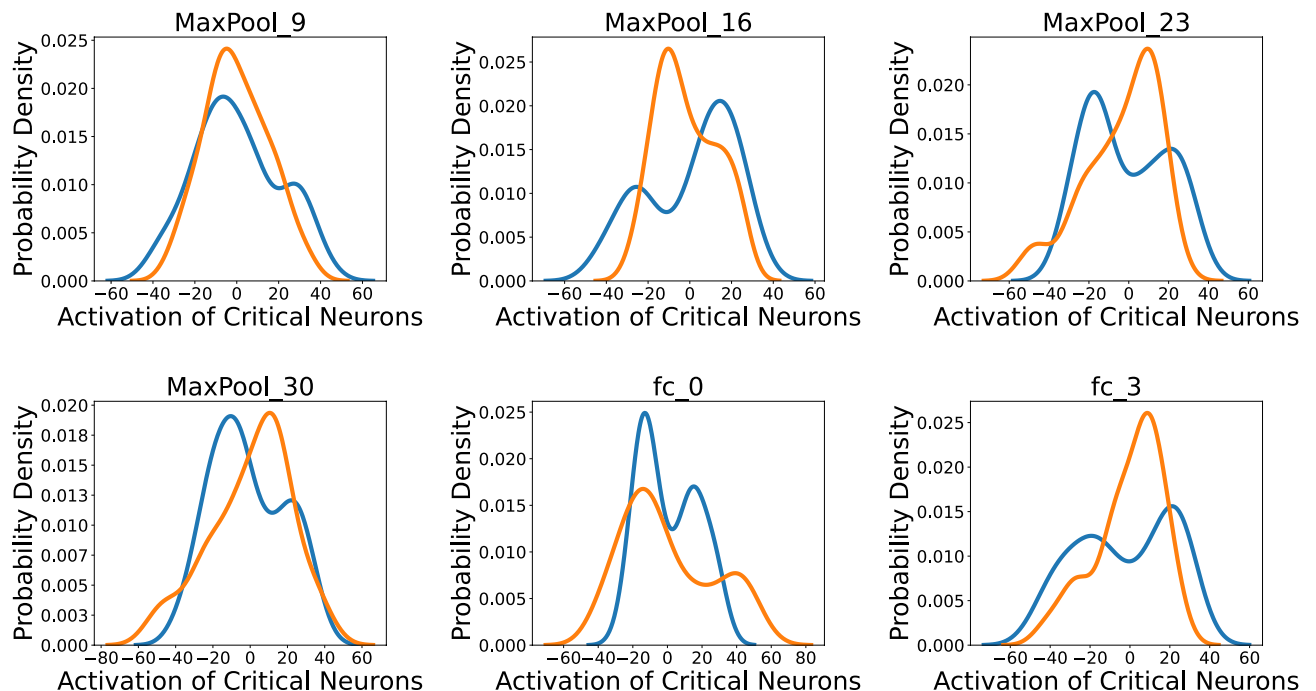 MaxPool_9
MaxPool_16
MaxPool_23
Probability Density
0.025
0.020
0.015
0.010
0.005
0.000
−60 −40 −20 0 20 40 60
Activation of Critical Neurons
Probability Density
0.025
0.020
0.015
0.010
0.005
0.000
−60 −40 −20 0 20 40 60
Activation of Critical Neurons
Probability Density
0.020
0.015
0.010
0.005
0.000
−60 −40 −20 0 20 40 60
Activation of Critical Neurons
MaxPool_30
fc_0
fc_3
Probability Density
0.020
0.018
0.015
0.013
0.010
0.007
0.005
0.003
0.000
−80 −60 −40 −20 0 20 40 60
Activation of Critical Neurons
Probability Density
0.025
0.020
0.015
0.010
0.005
0.000
−60 −40 −20 0 20 40 60 80
Activation of Critical Neurons
Probability Density
0.025
0.020
0.015
0.010
0.005
0.000
−60 −40 −20 0 20 40 60
Activation of Critical Neurons